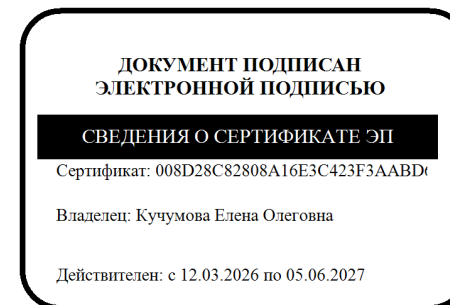 ДОКУМЕНТ ПОДПИСАН
ЭЛЕКТРОННОЙ ПОДПИСЬЮ
СВЕДЕНИЯ О СЕРТИФИКАТЕ ЭП
Сертификат: 008D28C82808A16E3C423F3AABD
Владелец: Кучумова Елена Олеговна
Действителен: с 12.03.2026 по 05.06.2027